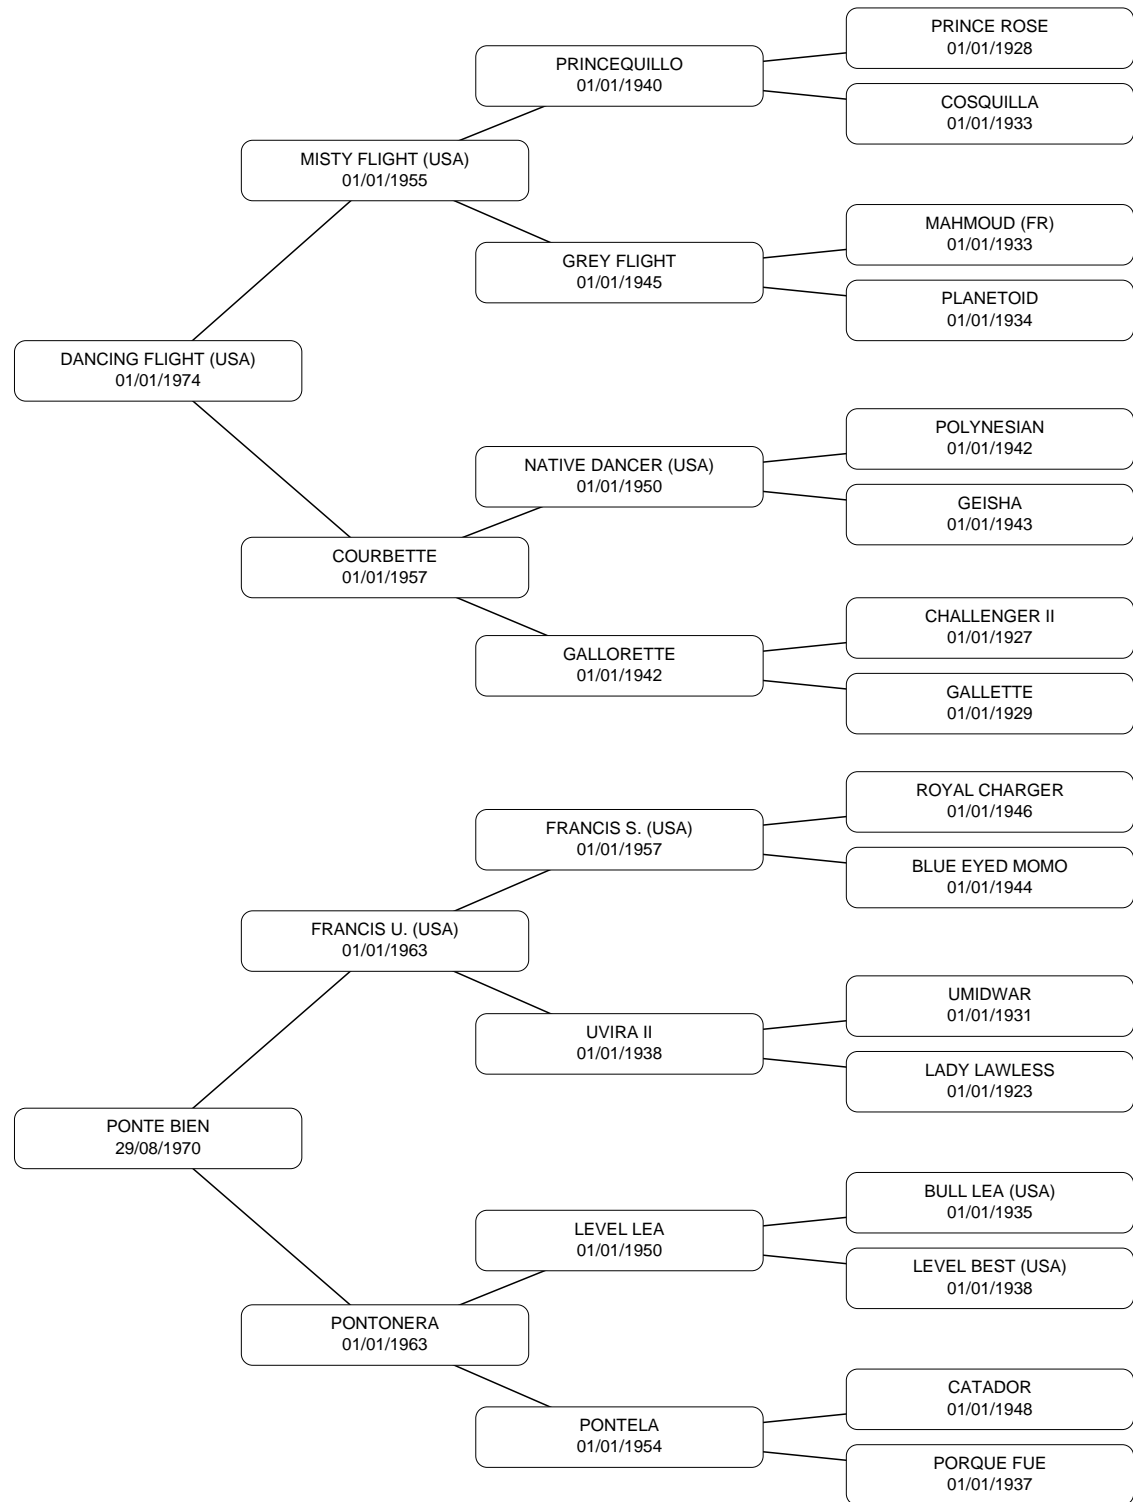 PRINCE ROSE
01/01/1928
PRINCEQUILLO
01/01/1940
COSQUILLA
01/01/1933
MISTY FLIGHT (USA)
01/01/1955
MAHMOUD (FR)
01/01/1933
GREY FLIGHT
01/01/1945
PLANETOID
01/01/1934
DANCING FLIGHT (USA)
01/01/1974
POLYNESIAN
01/01/1942
NATIVE DANCER (USA)
01/01/1950
GEISHA
01/01/1943
COURBETTE
01/01/1957
CHALLENGER II
01/01/1927
GALLORETTE
01/01/1942
GALLETTE
01/01/1929
ROYAL CHARGER
01/01/1946
FRANCIS S. (USA)
01/01/1957
BLUE EYED MOMO
01/01/1944
FRANCIS U. (USA)
01/01/1963
UMIDWAR
01/01/1931
UVIRA II
01/01/1938
LADY LAWLESS
01/01/1923
PONTE BIEN
29/08/1970
BULL LEA (USA)
01/01/1935
LEVEL LEA
01/01/1950
LEVEL BEST (USA)
01/01/1938
PONTONERA
01/01/1963
CATADOR
01/01/1948
PONTELA
01/01/1954
PORQUE FUE
01/01/1937